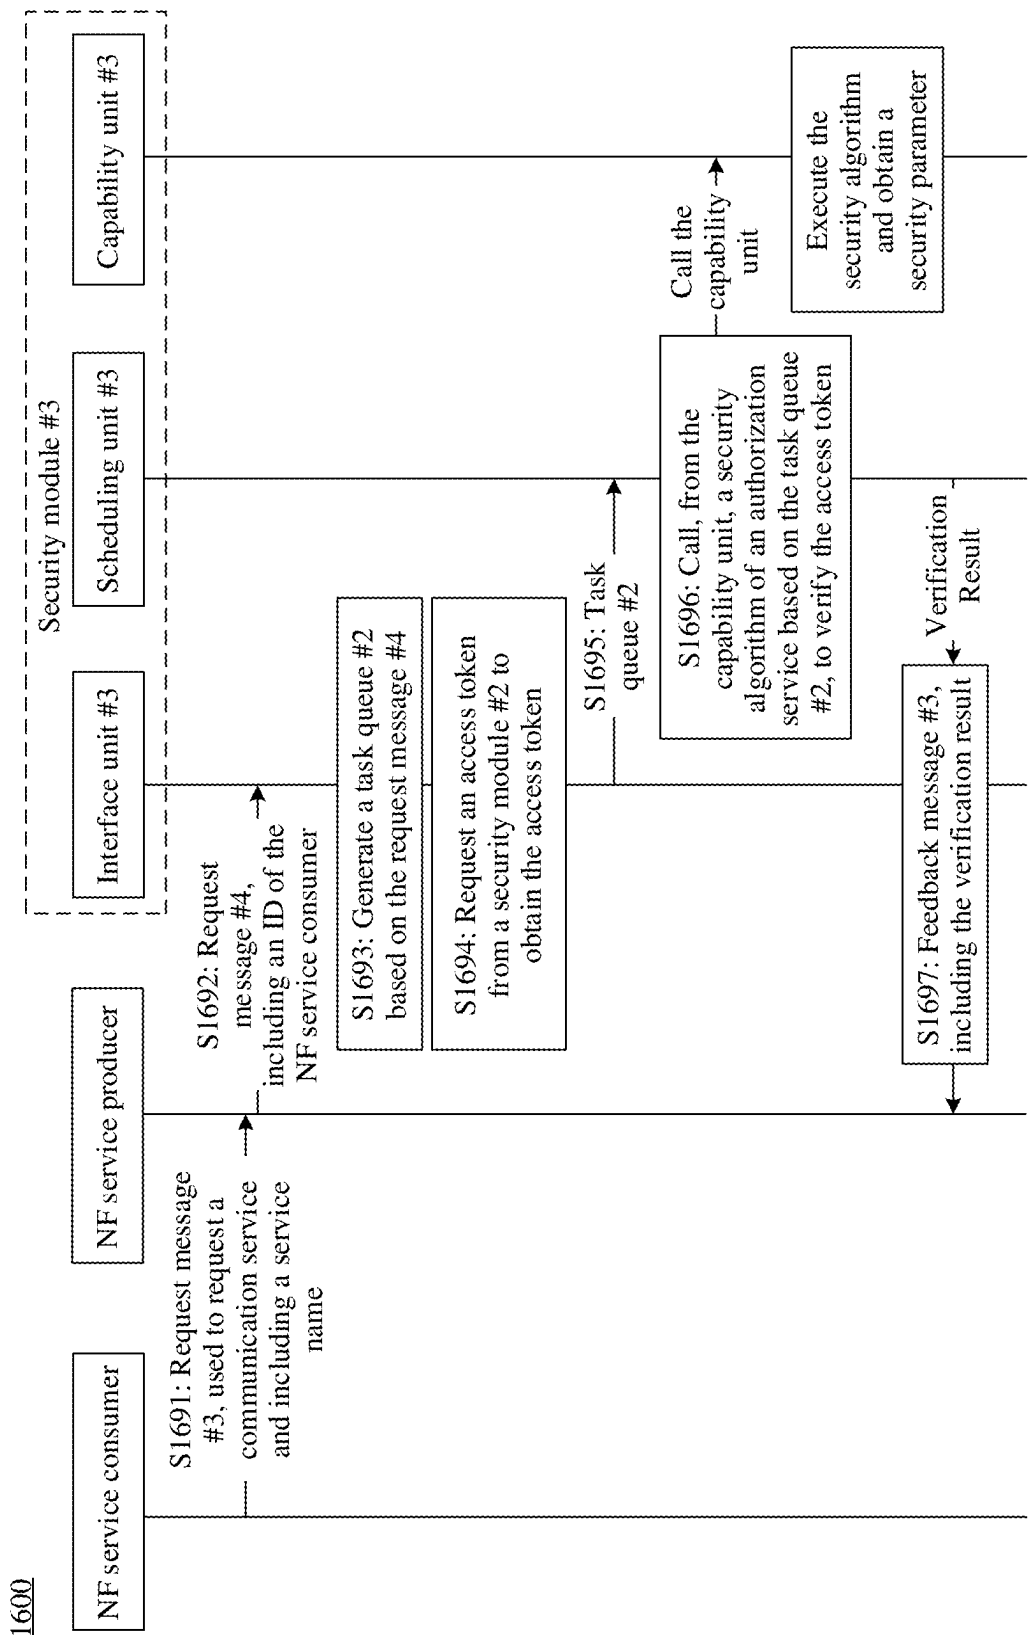 1600
Security module #3
NF service consumer
NF service producer
Interface unit #3
Scheduling unit #3
Capability unit #3
S1691: Request message
#3, used to request a
communication service
and including a service
name
S1692: Request
message #4,
including an ID of the
NF service consumer
S1693: Generate a task queue #2
based on the request message #4
S1694: Request an access token
from a security module #2 to
obtain the access token
S1695: Task
queue #2
S1696: Call, from the
capability unit, a security
algorithm of an authorization
service based on the task queue
#2, to verify the access token
Call the
capability
unit
Execute the
security algorithm
and obtain a
security parameter
Verification
Result
S1697: Feedback message #3,
including the verification result